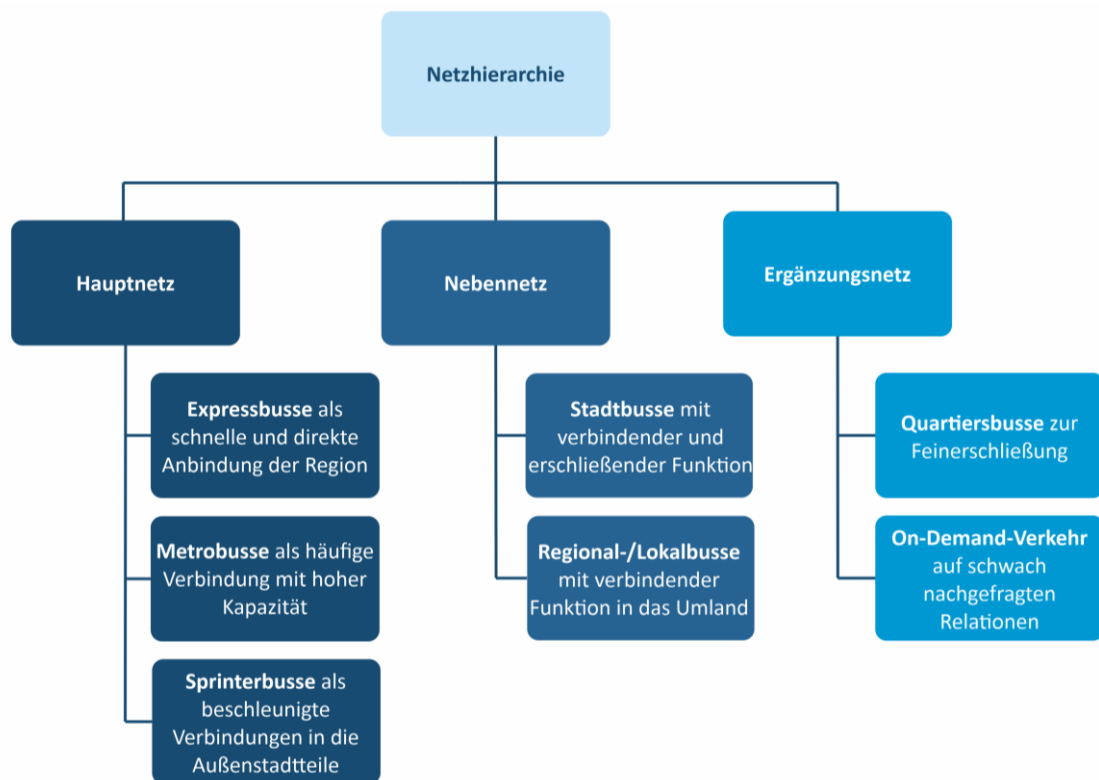 Netzhierarchie
Hauptnetz
Expressbusse als
schnelle und direkte
Anbindung der Region
Metrobusse als häufige
Verbindung mit hoher
Kapazität
Sprinterbusse als
beschleunigte
Verbindungen in die
Außenstadtteile
Nebennetz
Stadtbusse mit
verbindender und
erschließender Funktion
Regional-/Lokalbusse
mit verbindender
Funktion in das Umland
Ergänzungsnetz
Quartiersbusse zur
Feinerschließung
On-Demand-Verkehr
auf schwach
nachgefragten
Relationen